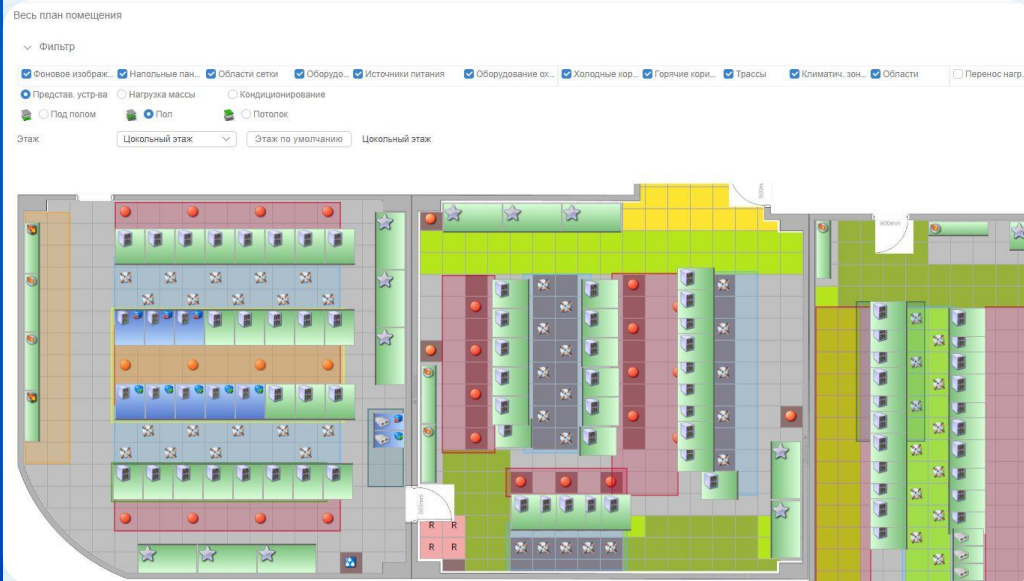 Весь план помещения
Фильтр
Фоновое изображ... Напольные пан... Области сетки Оборудо... Источники питания Оборудование ох... Холодные кор... Горячие кори... Трассы Климатич. зон... Области Перенос нагр.
Представ. устр-ва Нагрузка массы Кондиционирование
Под полом Пол Потолок
Этаж Цокольный этаж Этаж по умолчанию Цокольный этаж
R R
R R